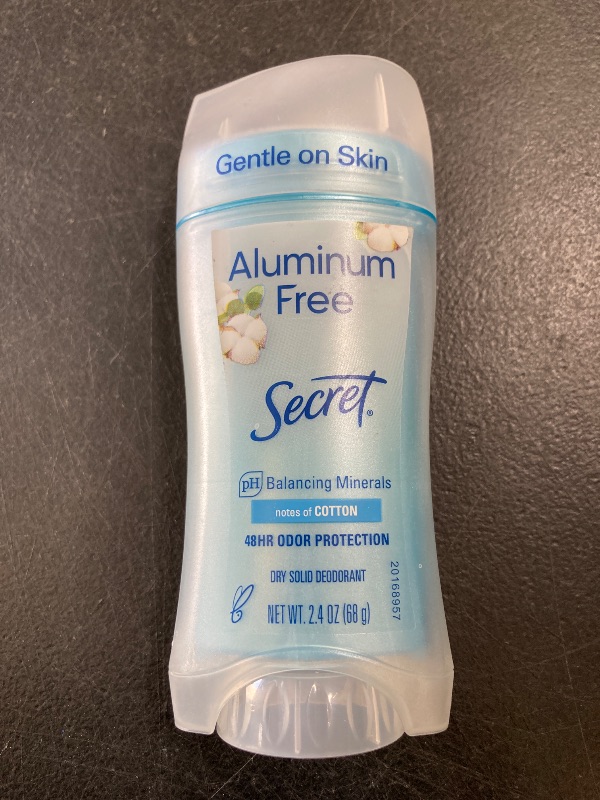 Gentle on Skin
Aluminum
Free
Secret®
pH Balancing Minerals
notes of COTTON
48HR ODOR PROTECTION
DRY SOLID DEODORANT
NET WT. 2.4 OZ (68 g)
20168957